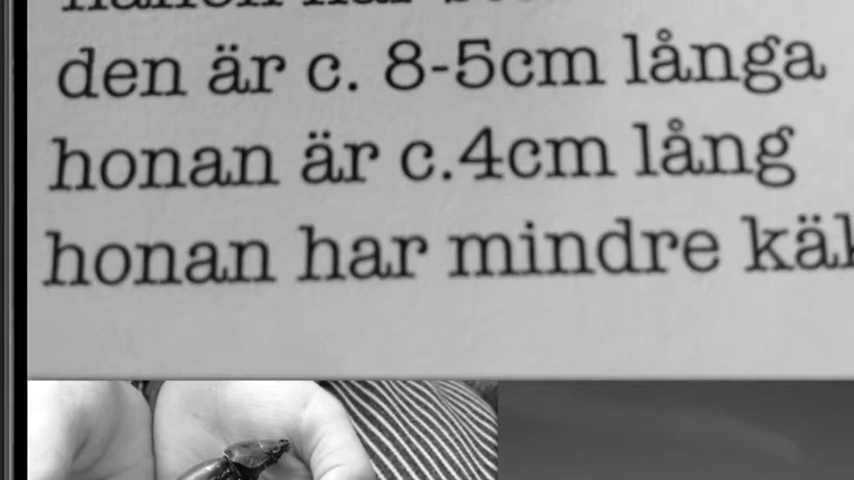 den är c. 8-5cm långa
honan är c.4cm lång
honan har mindre